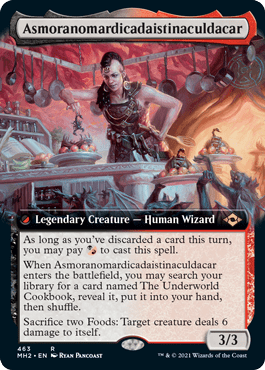 Asmoranomardicadaistinaculdacar
Legendary Creature — Human Wizard
As long as you've discarded a card this turn,
you may pay to cast this spell.
When Asmoranomardicadaistinaculdacar
enters the battlefield, you may search your
library for a card named The Underworld
Cookbook, reveal it, put it into your hand,
then shuffle.
Sacrifice two Foods: Target creature deals 6
damage to itself.
3/3
463 R
MH2 • EN Ryan Pancoast
™ & © 2021 Wizards of the Coast